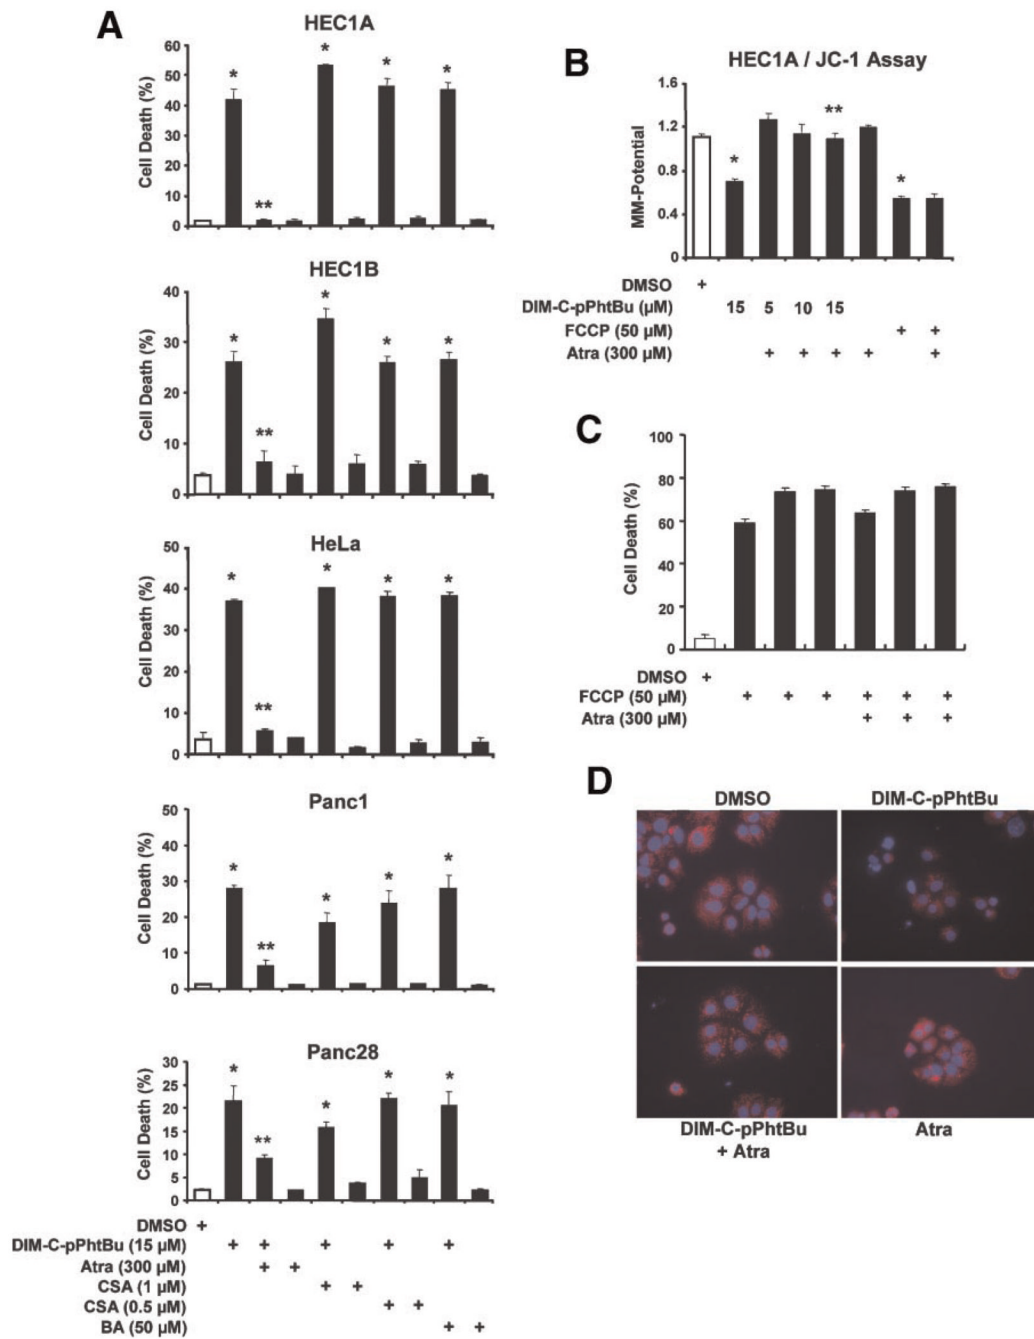 A
HEC1A
Cell Death (%)
60
50
40
30
20
10
0
*
**
*
*
*
HEC1B
Cell Death (%)
40
30
20
10
0
*
**
*
*
*
HeLa
Cell Death (%)
50
40
30
20
10
0
*
**
*
*
*
Panc1
Cell Death (%)
50
40
30
20
10
0
*
**
*
*
*
Panc28
Cell Death (%)
30
25
20
15
10
5
0
*
**
*
*
*
DMSO +
DIM-C-pPhtBu (15 µM) + + + + +
Atra (300 µM) + +
CSA (1 µM) + +
CSA (0.5 µM) + +
BA (50 µM) + +
B
HEC1A / JC-1 Assay
MM-Potential
1.6
1.2
0.8
0.4
0
*
**
*
DMSO +
DIM-C-pPhtBu (µM) 15 5 10 15
FCCP (50 µM) + +
Atra (300 µM) + + + + +
C
Cell Death (%)
100
80
60
40
20
0
DMSO +
FCCP (50 µM) + + + + + +
Atra (300 µM) + + +
D
DMSO
DIM-C-pPhtBu
DIM-C-pPhtBu
+ Atra
Atra